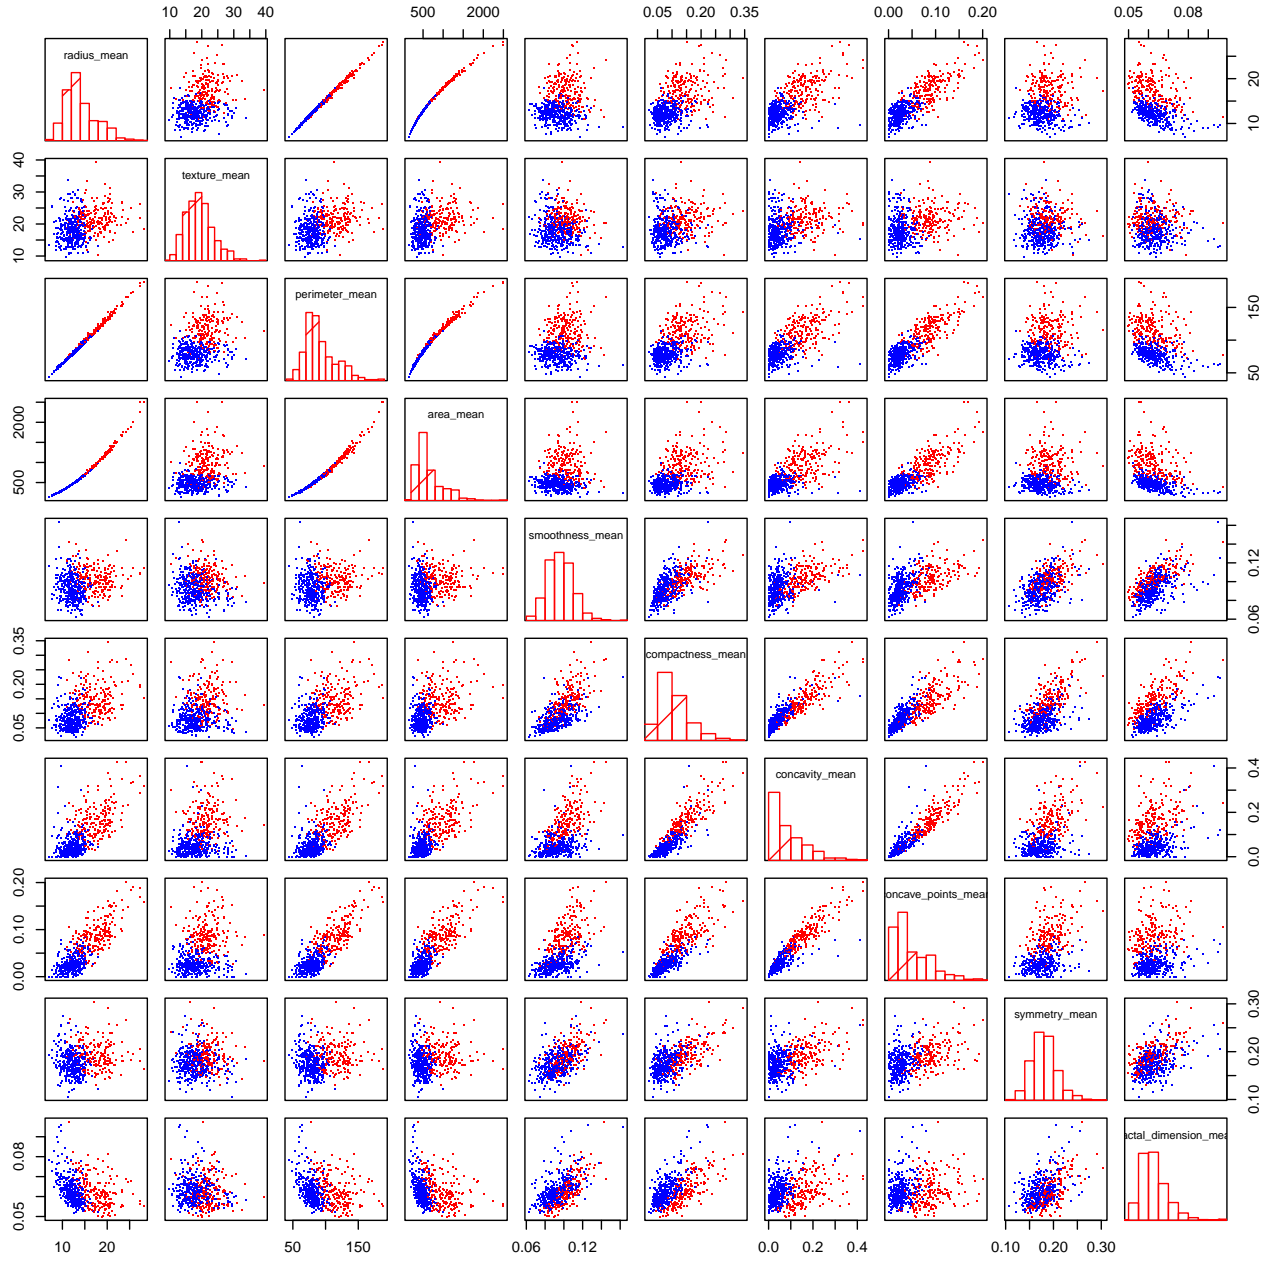 10 20 30 40 500 2000 0.05 0.20 0.35 0.00 0.10 0.20 0.05 0.08
radius_mean
10 20
texture_mean
10 20 30 40
perimeter_mean
50 150
area_mean
500 2000
smoothness_mean
0.06 0.12
compactness_mean
0.05 0.20 0.35
concavity_mean
0.0 0.2 0.4
oncave_points_mea
0.00 0.10 0.20
symmetry_mean
0.10 0.20 0.30
actal_dimension_mea
0.05 0.08
10 20 50 150 0.06 0.12 0.0 0.2 0.4 0.10 0.20 0.30